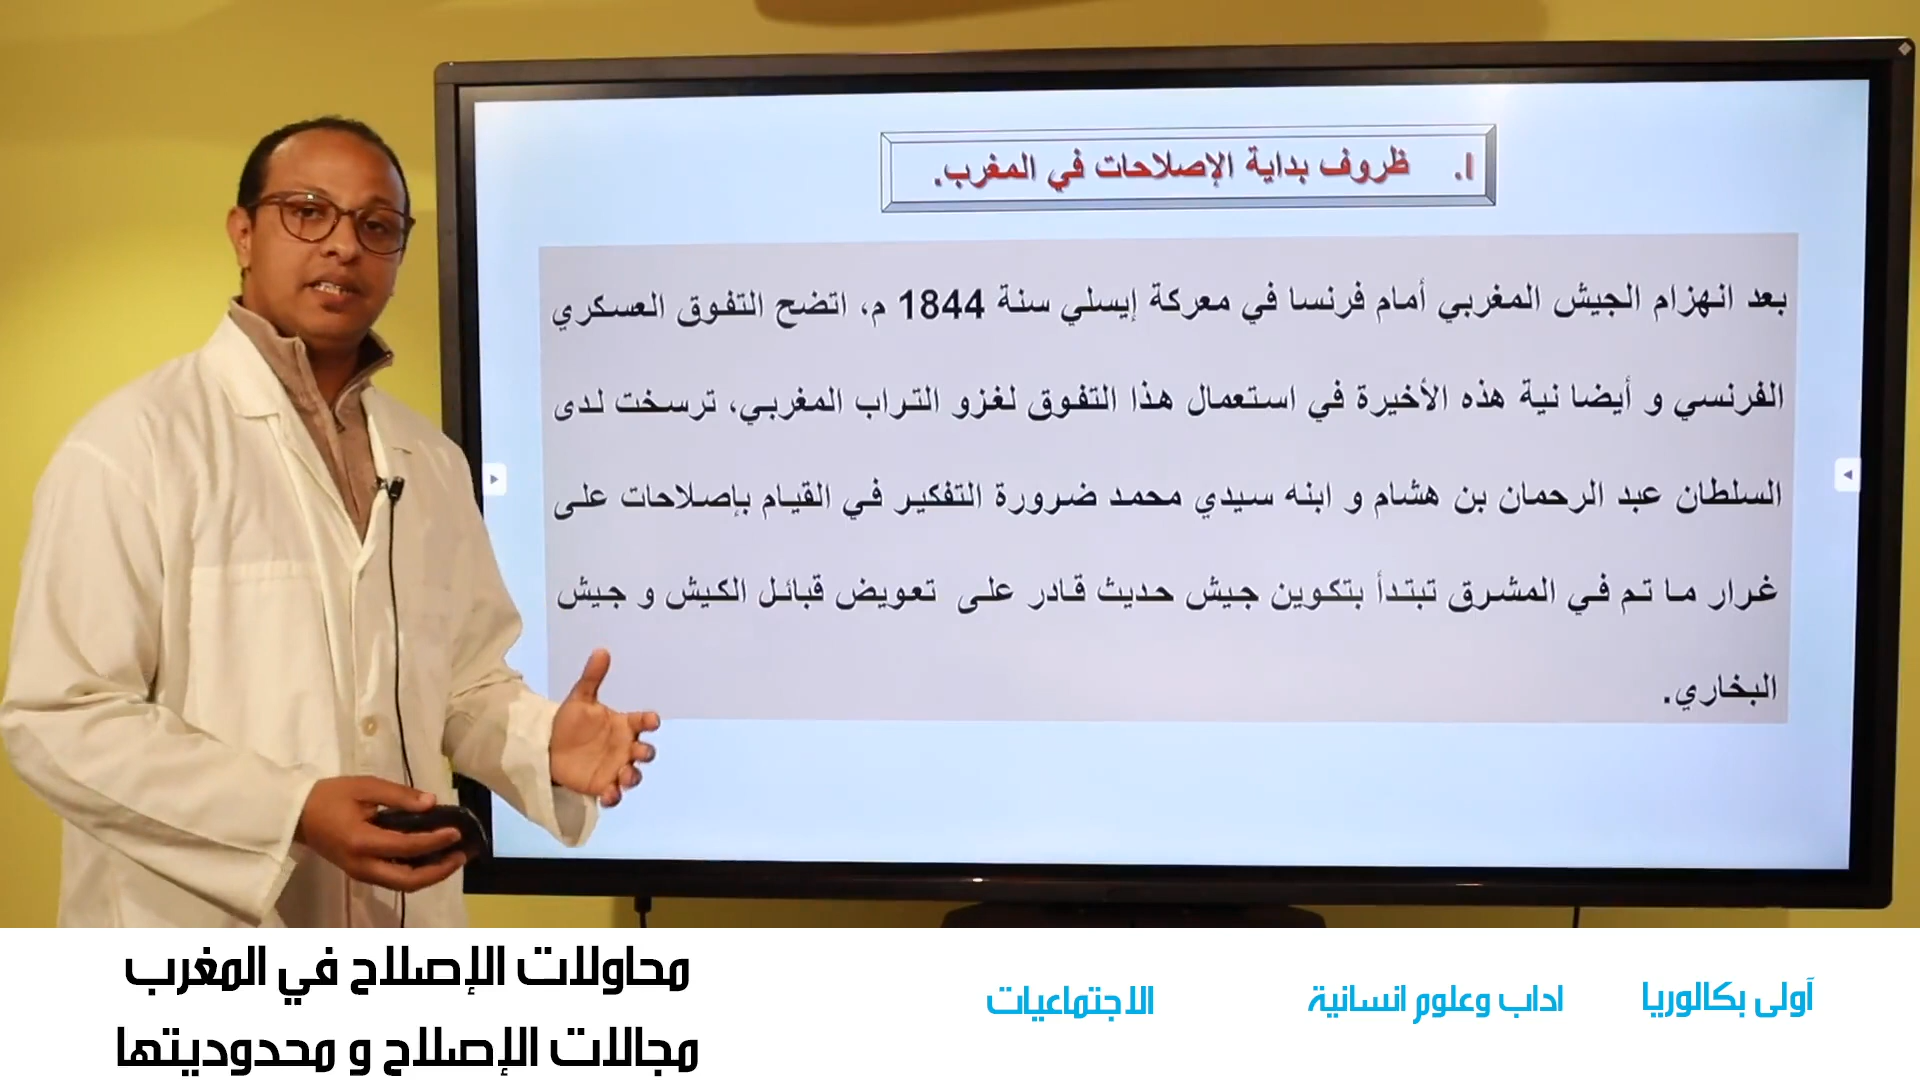 I. ظروف بداية الإصلاحات في المغرب.
بعد انهزام الجيش المغربي أمام فرنسا في معركة إيسلي سنة 1844 م، اتضح التفوق العسكري
الفرنسي و أيضا نية هذه الأخيرة في استعمال هذا التفوق لغزو التراب المغربي، ترسخت لدى
السلطان عبد الرحمان بن هشام و ابنه سيدي محمد ضرورة التفكير في القيام بإصلاحات على
غرار ما تم في المشرق تبتدأ بتكوين جيش حديث قادر على تعويض قبائل الكيش و جيش
البخاري.
أولى بكالوريا
اداب وعلوم انسانية
الاجتماعيات
محاولات الإصلاح في المغرب
مجالات الإصلاح و محدوديتها